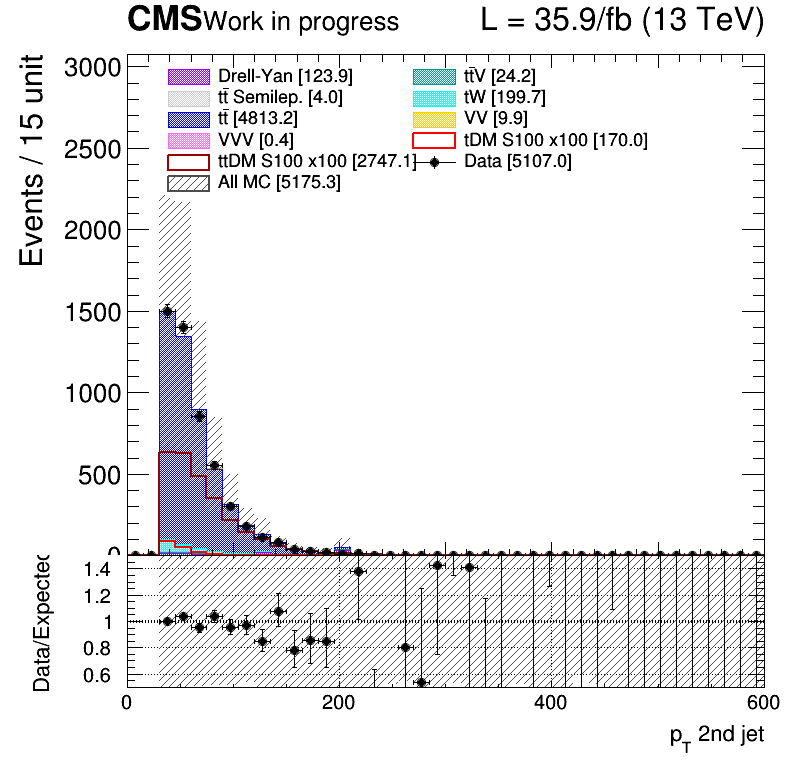 CMS Work in progress L = 35.9/fb (13 TeV)
Events / 15 unit
3000
2500
2000
1500
1000
500
0
Drell-Yan [123.9] tt̄V [24.2]
tt̄ Semilep. [4.0] tW [199.7]
tt̄ [4813.2] VV [9.9]
VVV [0.4] tDM S100 x100 [170.0]
ttDM S100 x100 [2747.1] Data [5107.0]
All MC [5175.3]
Data/Expected
1.4
1.2
1
0.8
0.6
0 200 400 600
p_T 2nd jet